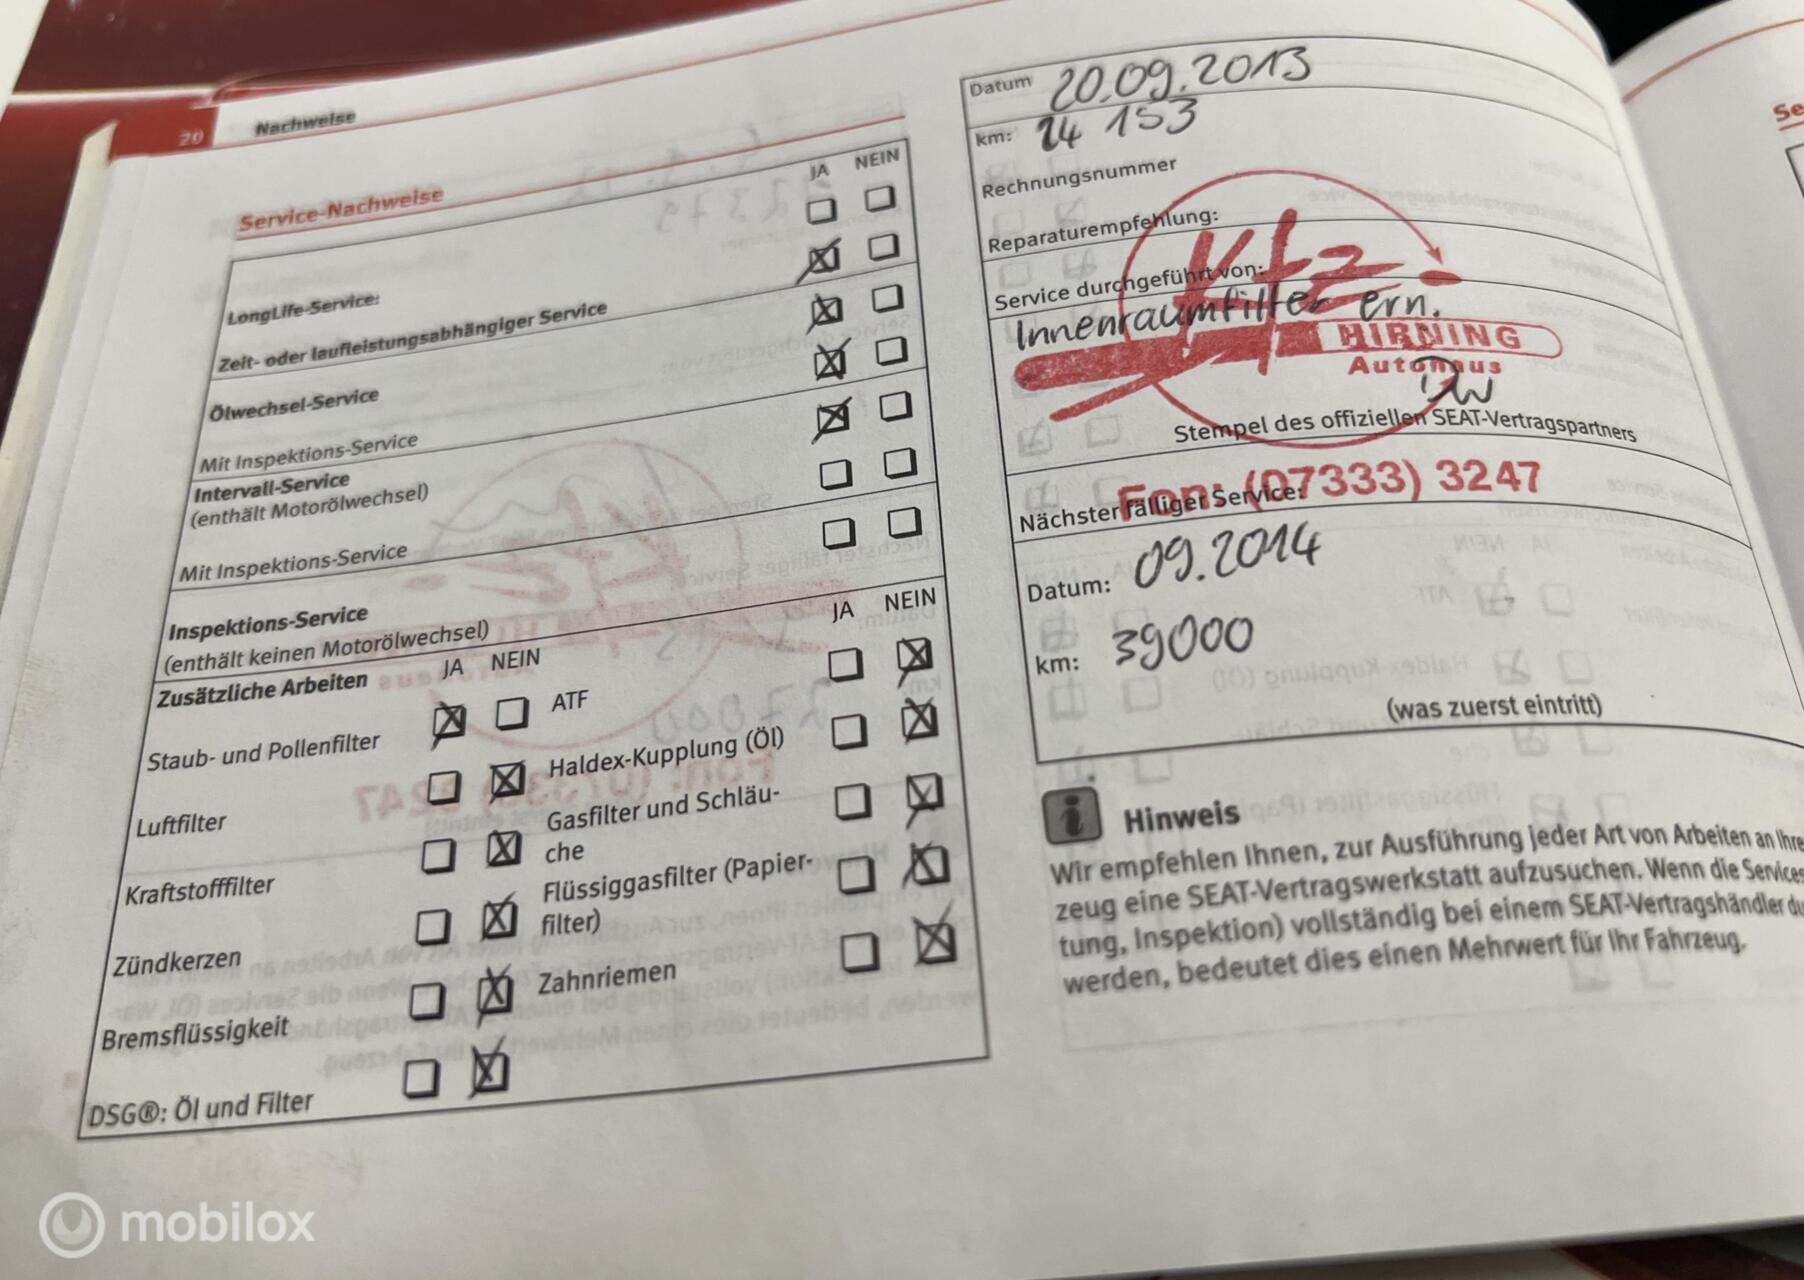 20
Nachweise
Service-Nachweise
JA NEIN
LongLife-Service:
Zeit- oder laufleistungsabhängiger Service
Ölwechsel-Service
Mit Inspektions-Service
Intervall-Service
(enthält Motorölwechsel)
Mit Inspektions-Service
Inspektions-Service
(enthält keinen Motorölwechsel)
Zusätzliche Arbeiten JA NEIN JA NEIN
Staub- und Pollenfilter ATF
Luftfilter Haldex-Kupplung (Öl)
Kraftstofffilter Gasfilter und Schläu-
che
Zündkerzen Flüssiggasfilter (Papier-
filter)
Bremsflüssigkeit Zahnriemen
DSG®: Öl und Filter
Datum 20.09.2013
km: 24 153
Rechnungsnummer
Reparaturempfehlung:
Service durchgeführt von:
Kfz
Innenraumfilter ern.
HIRNING
Autohaus
Stempel des offiziellen SEAT-Vertragspartners
Fon: (07333) 3247
Nächster fälliger Service:
Datum: 09.2014
km: 39000
(was zuerst eintritt)
Hinweis
Wir empfehlen Ihnen, zur Ausführung jeder Art von Arbeiten an Ihre
zeug eine SEAT-Vertragswerkstatt aufzusuchen. Wenn die Services
tung, Inspektion) vollständig bei einem SEAT-Vertragshändler du
werden, bedeutet dies einen Mehrwert für Ihr Fahrzeug.
Se
mobilox